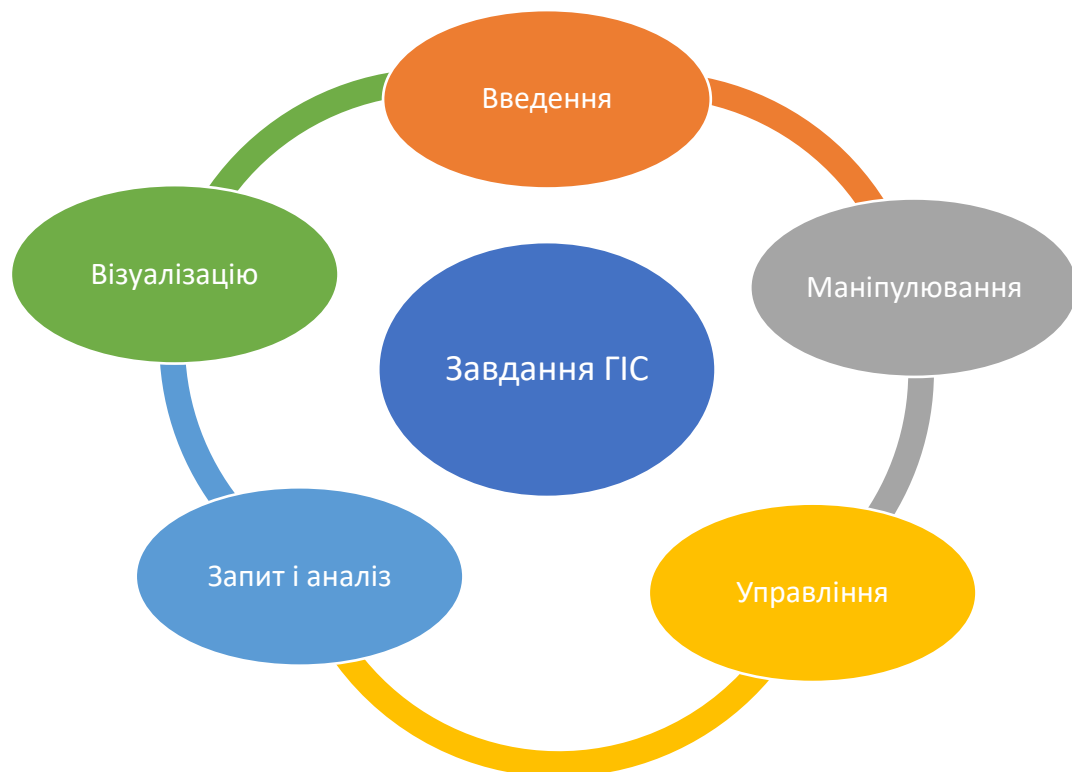 Введення
Маніпулювання
Управління
Запит і аналіз
Візуалізацію
Завдання ГІС